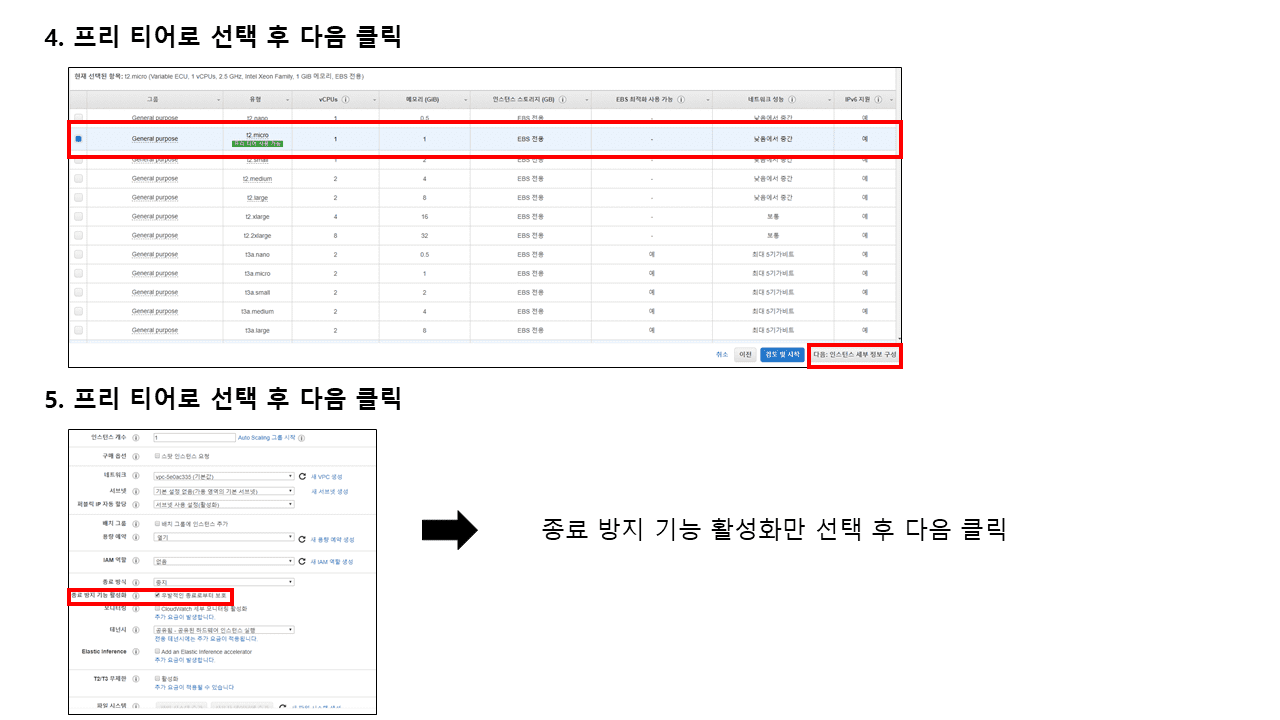 4. 프리 티어로 선택 후 다음 클릭
현재 선택된 항목: t2.micro (Variable ECU, 1 vCPUs, 2.5 GHz, Intel Xeon Family, 1 GiB 메모리, EBS 전용)
그룹 유형 vCPUs 메모리 (GiB) 인스턴스 스토리지 (GB) EBS 최적화 사용 가능 네트워크 성능 IPv6 지원
General purpose t2.nano 1 0.5 EBS 전용 - 낮음에서 중간 예
General purpose t2.micro 1 1 EBS 전용 - 낮음에서 중간 예
프리 티어 사용 가능
General purpose t2.small 1 2 EBS 전용 - 낮음에서 중간 예
General purpose t2.medium 2 4 EBS 전용 - 낮음에서 중간 예
General purpose t2.large 2 8 EBS 전용 - 낮음에서 중간 예
General purpose t2.xlarge 4 16 EBS 전용 - 보통 예
General purpose t2.2xlarge 8 32 EBS 전용 - 보통 예
General purpose t3a.nano 2 0.5 EBS 전용 예 최대 5기가비트 예
General purpose t3a.micro 2 1 EBS 전용 예 최대 5기가비트 예
General purpose t3a.small 2 2 EBS 전용 예 최대 5기가비트 예
General purpose t3a.medium 2 4 EBS 전용 예 최대 5기가비트 예
General purpose t3a.large 2 8 EBS 전용 예 최대 5기가비트 예
취소 이전 검토 및 시작 다음: 인스턴스 세부 정보 구성
5. 프리 티어로 선택 후 다음 클릭
인스턴스 개수 1 Auto Scaling 그룹 시작
구매 옵션 스팟 인스턴스 요청
네트워크 vpc-5e0ac335 (기본값) 새 VPC 생성
서브넷 기본 설정 없음(가용 영역의 기본 서브넷) 새 서브넷 생성
퍼블릭 IP 자동 할당 서브넷 사용 설정(활성화)
배치 그룹 배치 그룹에 인스턴스 추가
용량 예약 열기 새 용량 예약 생성
IAM 역할 없음 새 IAM 역할 생성
종료 방식 중지
종료 방지 기능 활성화 우발적인 종료로부터 보호
모니터링 CloudWatch 세부 모니터링 활성화
추가 요금이 발생합니다.
테넌시 공유됨 - 공유된 하드웨어 인스턴스 실행
전용 테넌시에는 추가 요금이 적용됩니다.
Elastic Inference Add an Elastic Inference accelerator
추가 요금이 발생합니다
T2/T3 무제한 활성화
추가 요금이 적용될 수 있습니다
파일 시스템
종료 방지 기능 활성화만 선택 후 다음 클릭